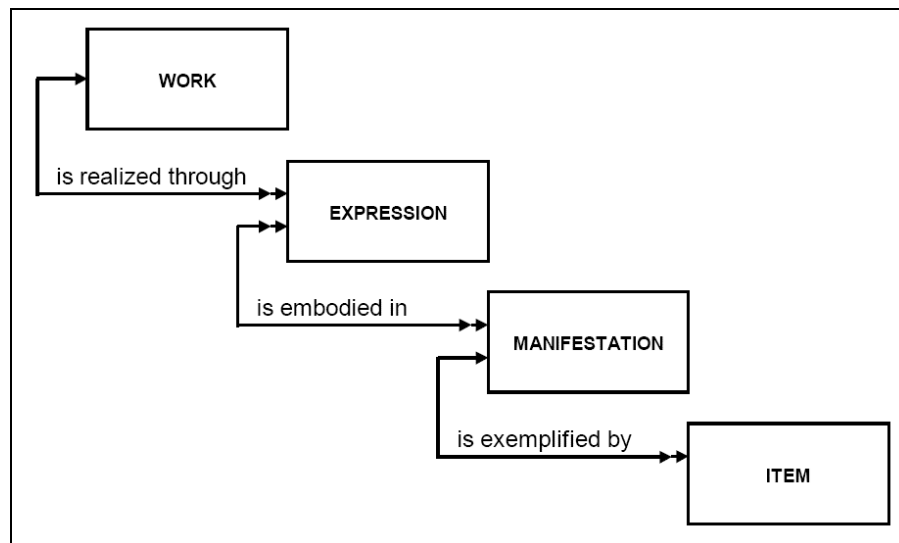 WORK
is realized through
EXPRESSION
is embodied in
MANIFESTATION
is exemplified by
ITEM